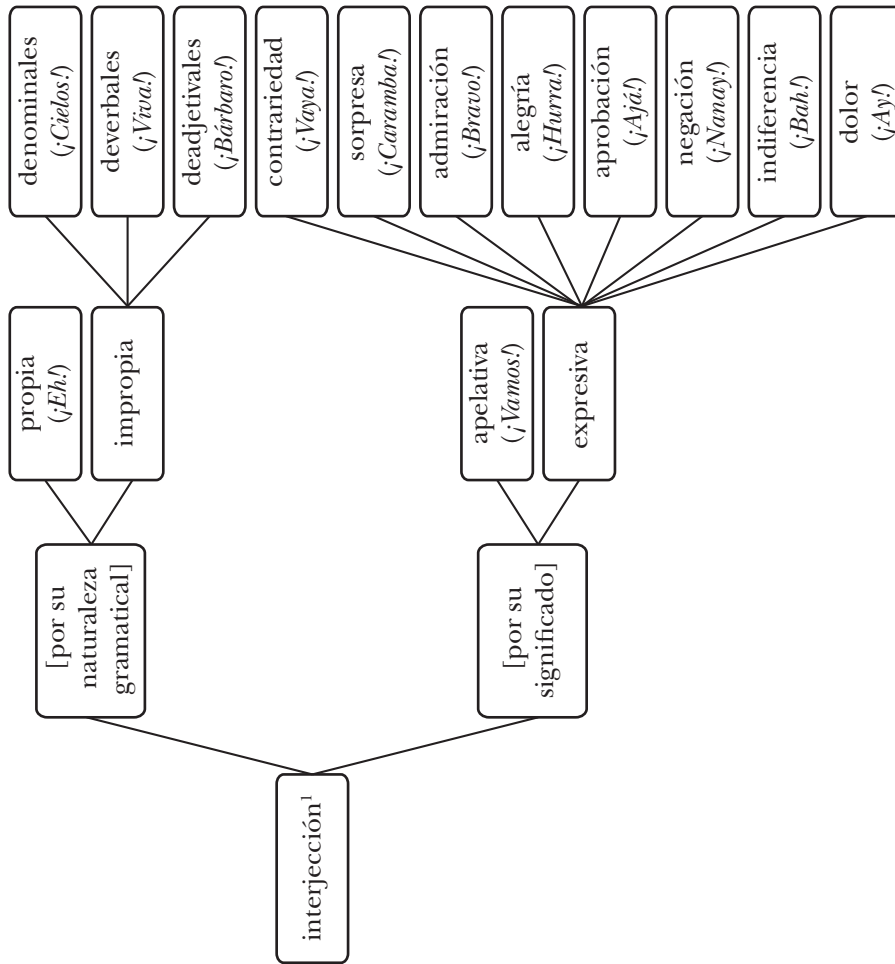 interjección¹
[por su
naturaleza
gramatical]
propia
(¡Eh!)
impropia
denominales
(¡Cielos!)
deverbales
(¡Viva!)
deadjetivales
(¡Bárbaro!)
[por su
significado]
apelativa
(¡Vamos!)
expresiva
contrariedad
(¡Vaya!)
sorpresa
(¡Caramba!)
admiración
(¡Bravo!)
alegría
(¡Hurra!)
aprobación
(¡Ajá!)
negación
(¡Nanay!)
indiferencia
(¡Bah!)
dolor
(¡Ay!)